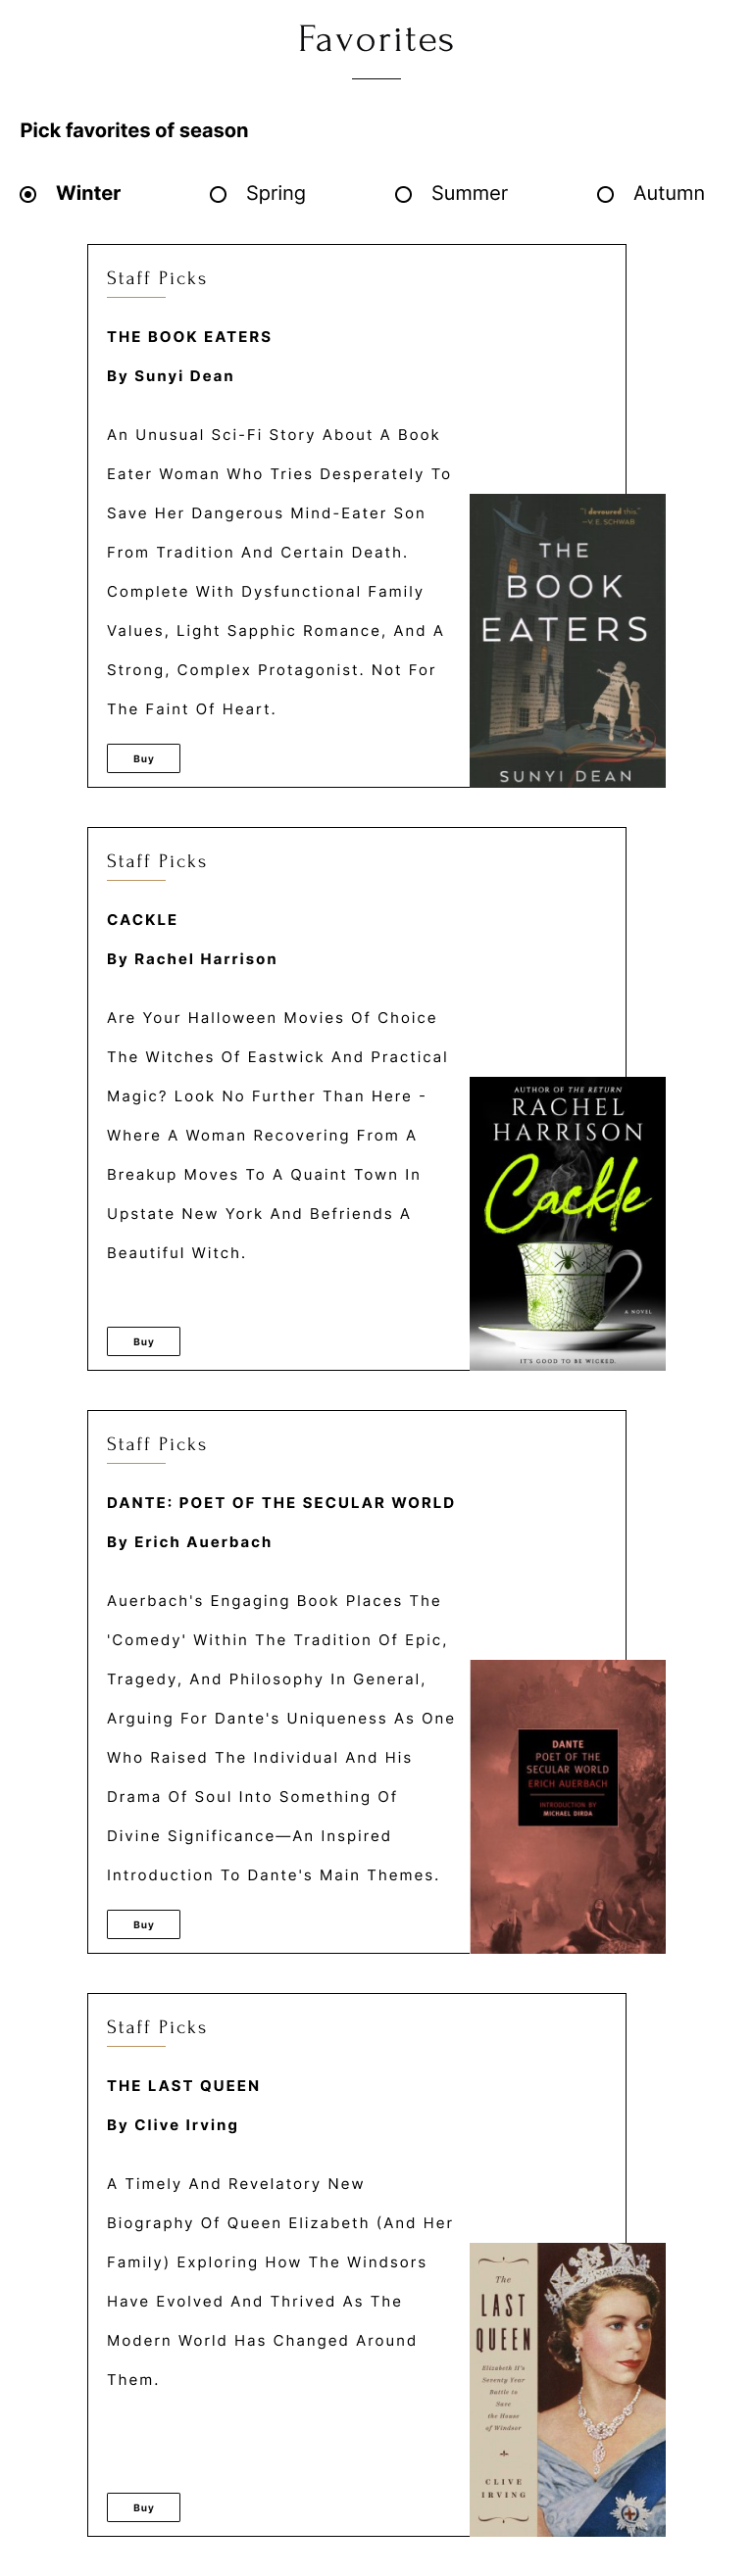 Favorites
Pick favorites of season
Winter
Spring
Summer
Autumn
Staff Picks
THE BOOK EATERS
By Sunyi Dean
An Unusual Sci-Fi Story About A Book
Eater Woman Who Tries Desperately To
Save Her Dangerous Mind-Eater Son
From Tradition And Certain Death.
Complete With Dysfunctional Family
Values, Light Sapphic Romance, And A
Strong, Complex Protagonist. Not For
The Faint Of Heart.
Buy
"I devoured this."
—V. E. SCHWAB
THE
BOOK
EATERS
SUNYI DEAN
Staff Picks
CACKLE
By Rachel Harrison
Are Your Halloween Movies Of Choice
The Witches Of Eastwick And Practical
Magic? Look No Further Than Here -
Where A Woman Recovering From A
Breakup Moves To A Quaint Town In
Upstate New York And Befriends A
Beautiful Witch.
Buy
AUTHOR OF THE RETURN
RACHEL
HARRISON
Cackle
A NOVEL
IT'S GOOD TO BE WICKED.
Staff Picks
DANTE: POET OF THE SECULAR WORLD
By Erich Auerbach
Auerbach's Engaging Book Places The
'Comedy' Within The Tradition Of Epic,
Tragedy, And Philosophy In General,
Arguing For Dante's Uniqueness As One
Who Raised The Individual And His
Drama Of Soul Into Something Of
Divine Significance—An Inspired
Introduction To Dante's Main Themes.
Buy
DANTE
POET OF THE
SECULAR WORLD
ERICH AUERBACH
INTRODUCTION BY
MICHAEL DIRDA
Staff Picks
THE LAST QUEEN
By Clive Irving
A Timely And Revelatory New
Biography Of Queen Elizabeth (And Her
Family) Exploring How The Windsors
Have Evolved And Thrived As The
Modern World Has Changed Around
Them.
Buy
The
LAST
QUEEN
Elizabeth II's
Seventy Year
Battle to
Save
the House
of Windsor
CLIVE
IRVING